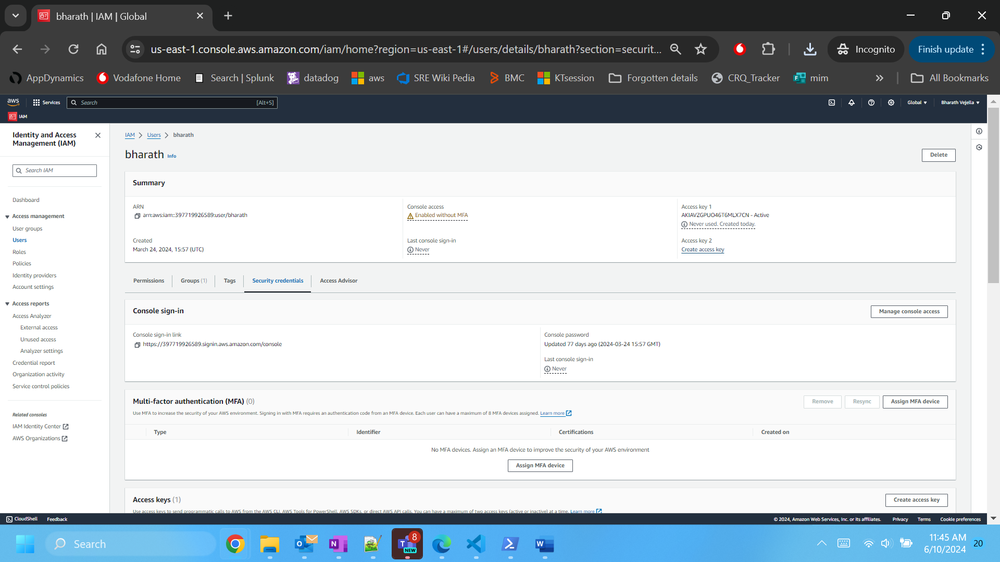 bharath | IAM | Global
us-east-1.console.aws.amazon.com/iam/home?region=us-east-1#/users/details/bharath?section=securit...
Incognito
Finish update
AppDynamics
Vodafone Home
Search | Splunk
datadog
aws
SRE Wiki Pedia
BMC
KTsession
Forgotten details
CRQ_Tracker
mim
All Bookmarks
aws
Services
Search
[Alt+S]
Global
Bharath Vejella
IAM
Identity and Access
Management (IAM)
Search IAM
Dashboard
Access management
User groups
Users
Roles
Policies
Identity providers
Account settings
Access reports
Access Analyzer
External access
Unused access
Analyzer settings
Credential report
Organization activity
Service control policies
Related consoles
IAM Identity Center
AWS Organizations
IAM > Users > bharath
bharath Info
Delete
Summary
ARN
arn:aws:iam::397719926589:user/bharath
Created
March 24, 2024, 15:57 (UTC)
Console access
Enabled without MFA
Last console sign-in
Never
Access key 1
AKIAVZGPUO46T6MLX7CN - Active
Never used. Created today.
Access key 2
Create access key
Permissions
Groups (1)
Tags
Security credentials
Access Advisor
Console sign-in
Manage console access
Console sign-in link
https://397719926589.signin.aws.amazon.com/console
Console password
Updated 77 days ago (2024-03-24 15:57 GMT)
Last console sign-in
Never
Multi-factor authentication (MFA) (0)
Use MFA to increase the security of your AWS environment. Signing in with MFA requires an authentication code from an MFA device. Each user can have a maximum of 8 MFA devices assigned. Learn more
Remove
Resync
Assign MFA device
Type
Identifier
Certifications
Created on
No MFA devices. Assign an MFA device to improve the security of your AWS environment
Assign MFA device
Access keys (1)
Create access key
Use access keys to send programmatic calls to AWS from the AWS CLI, AWS Tools for PowerShell, AWS SDKs, or direct AWS API calls. You can have a maximum of two access keys (active or inactive) at a time. Learn more
CloudShell
Feedback
© 2024, Amazon Web Services, Inc. or its affiliates.
Privacy
Terms
Cookie preferences
Search
8
NEW
11:45 AM
6/10/2024
20